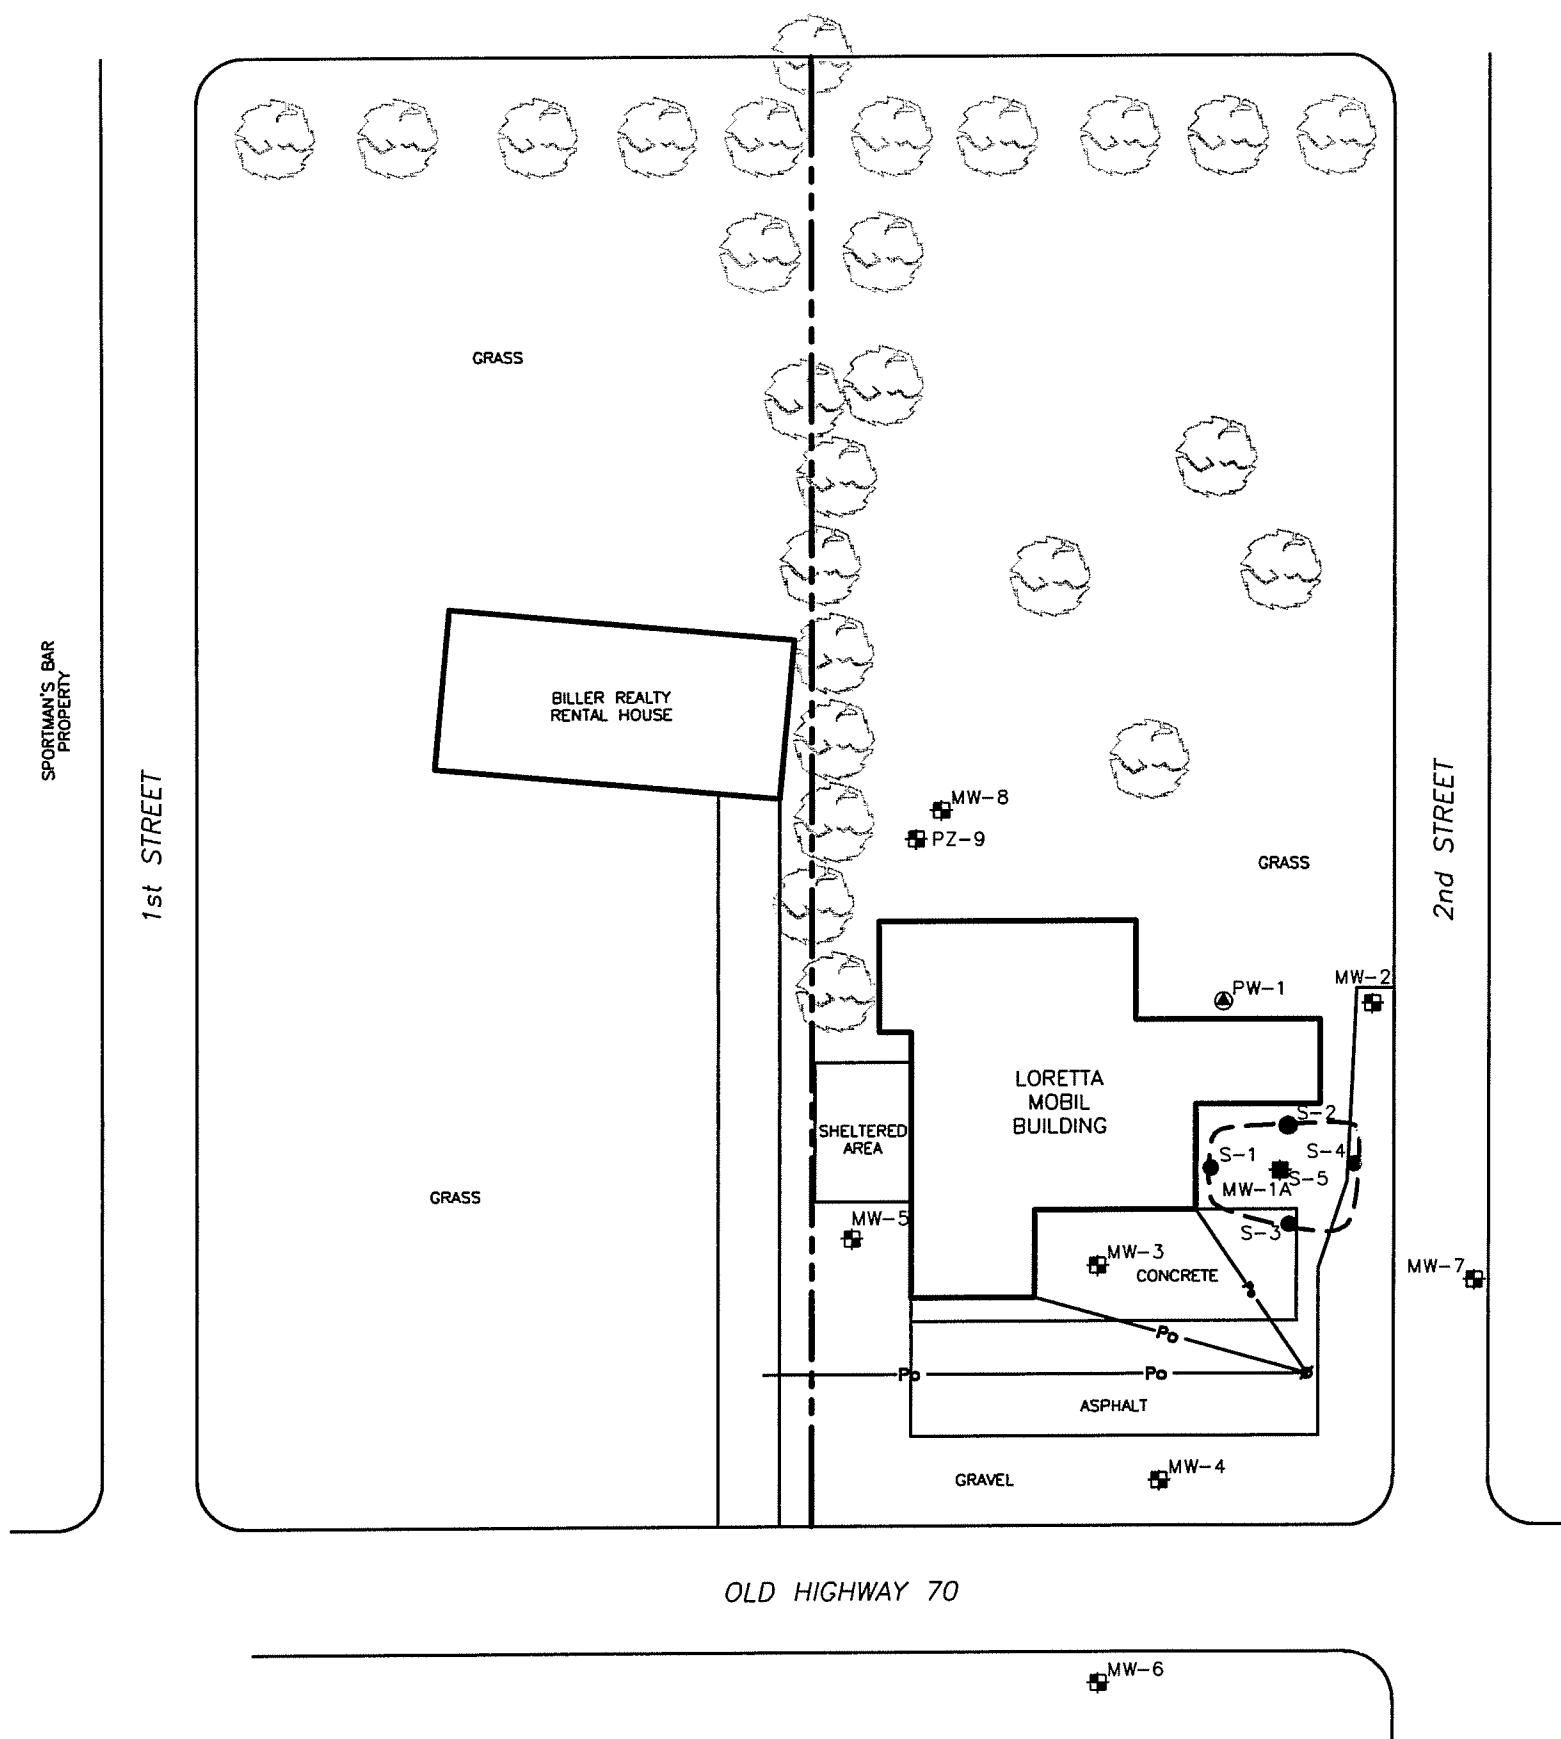 GRASS
SPORTMAN'S BAR
PROPERTY
BILLER REALTY
RENTAL HOUSE
1st STREET
2nd STREET
MW-8
PZ-9
GRASS
MW-2
PW-1
LORETTA
MOBIL
BUILDING
SHELTERED
AREA
S-2
S-1
S-4
S-5
MW-1A
GRASS
MW-5
S-3
MW-3
CONCRETE
MW-7
Po
Po
Po
ASPHALT
GRAVEL
MW-4
OLD HIGHWAY 70
MW-6